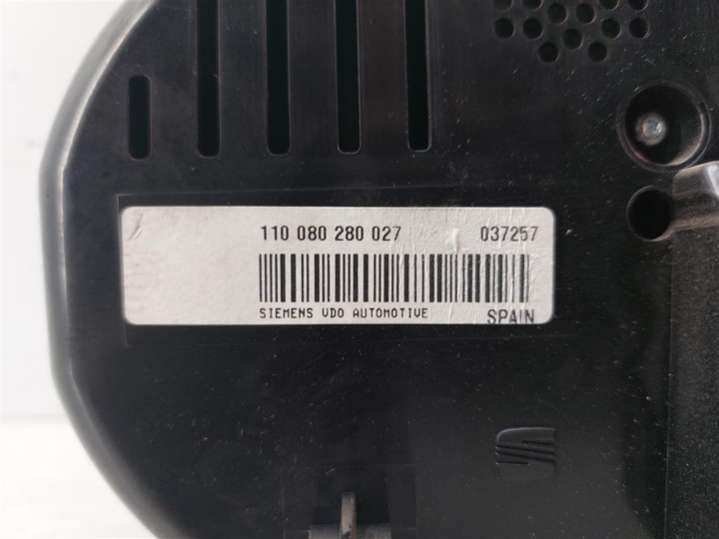 110 080 280 027 037257
SIEMENS VDO AUTOMOTIVE SPAIN